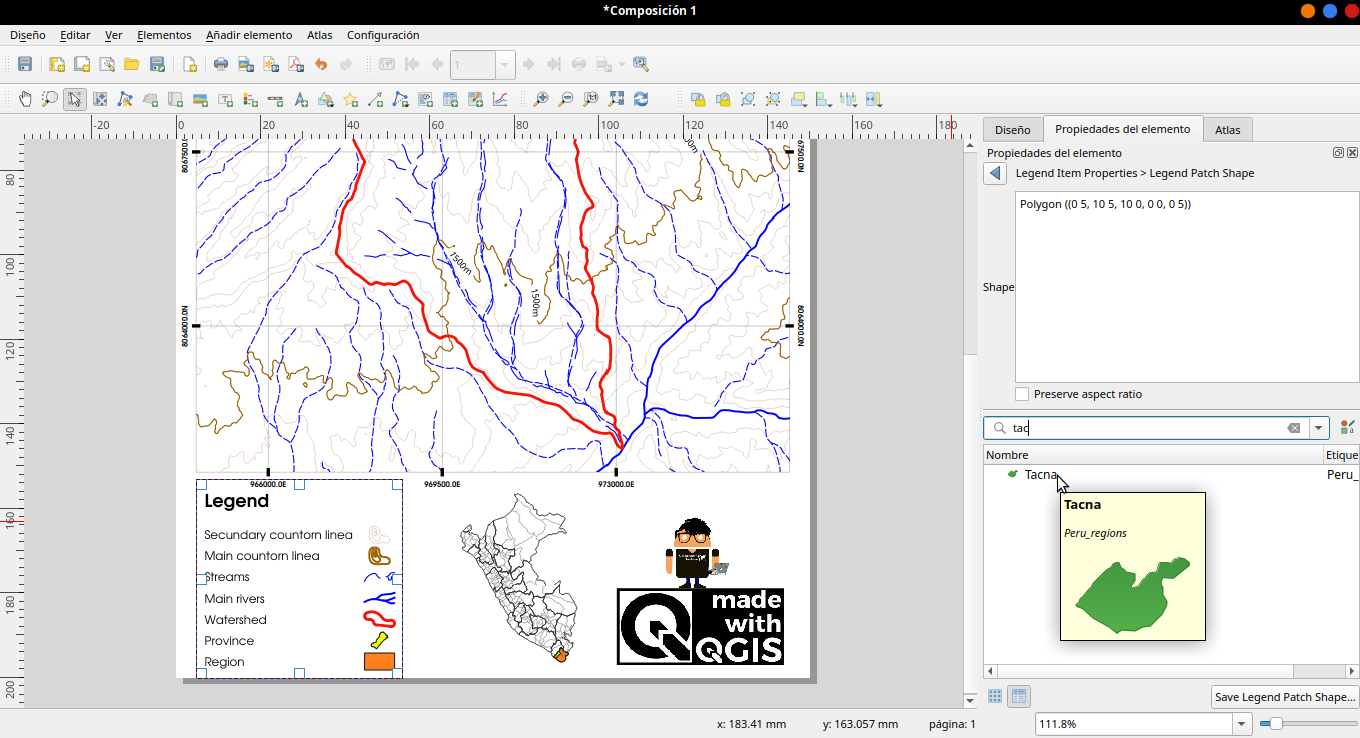 *Composición 1
Diseño Editar Ver Elementos Añadir elemento Atlas Configuración
1
-20 0 20 40 60 80 100 120 140 160 180
Diseño Propiedades del elemento Atlas
Propiedades del elemento
Legend Item Properties > Legend Patch Shape
Polygon ((0 5, 10 5, 10 0, 0 0, 0 5))
Shape
Preserve aspect ratio
tac
Nombre Etique
Tacna Peru_
Tacna
Peru_regions
80
100
120
140
160
180
200
8064000.0N
8064000.0N
1500m
1500m
966000.0E 969500.0E 973000.0E
Legend
Secundary countorn linea
Main countorn linea
Streams
Main rivers
Watershed
Province
Region
made
with
QGIS
Save Legend Patch Shape...
x: 183.41 mm y: 163.057 mm página: 1 111.8%